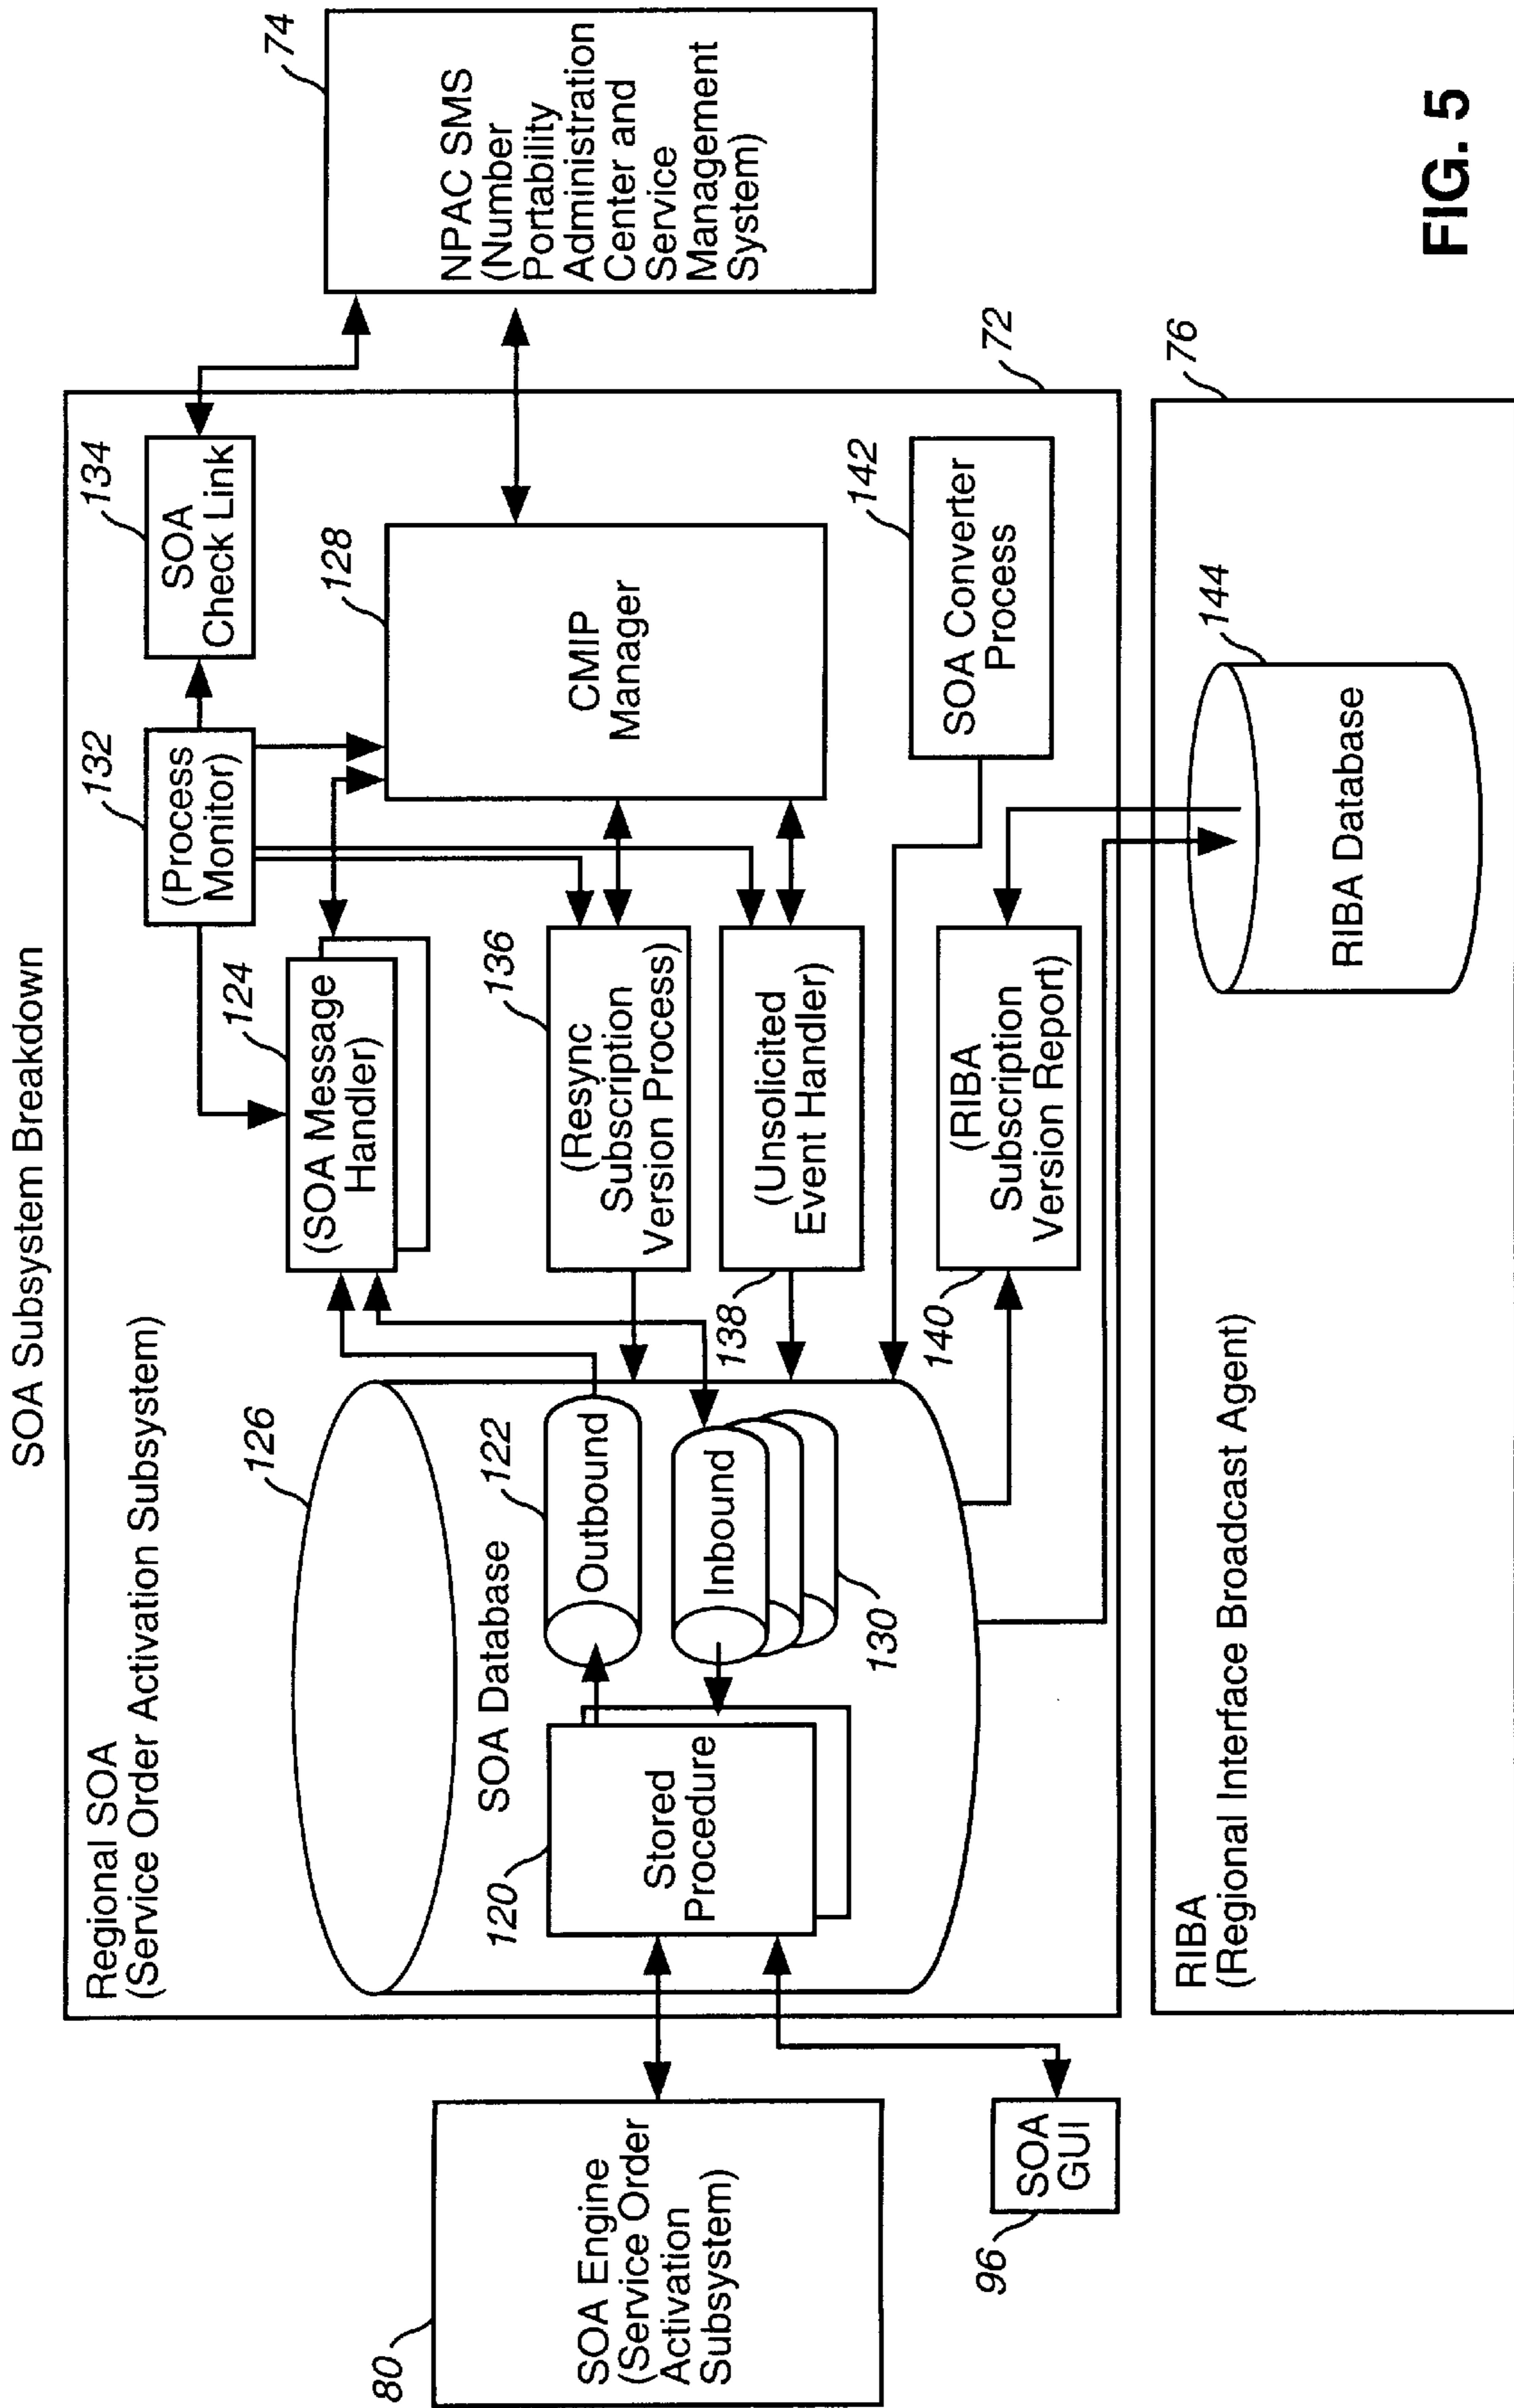 SOA Subsystem Breakdown
Regional SOA
(Service Order Activation Subsystem)
72
126
SOA Database
120
Stored
Procedure
Outbound
122
Inbound
130
124
(SOA Message
Handler)
132
(Process
Monitor)
134
SOA
Check Link
136
(Resync
Subscription
Version Process)
128
CMIP
Manager
138
(Unsolicited
Event Handler)
140
(RIBA
Subscription
Version Report)
142
SOA Converter
Process
74
NPAC SMS
(Number
Portability
Administration
Center and
Service
Management
System)
80
SOA Engine
(Service Order
Activation
Subsystem)
96
SOA
GUI
RIBA
(Regional Interface Broadcast Agent)
76
144
RIBA Database
FIG. 5